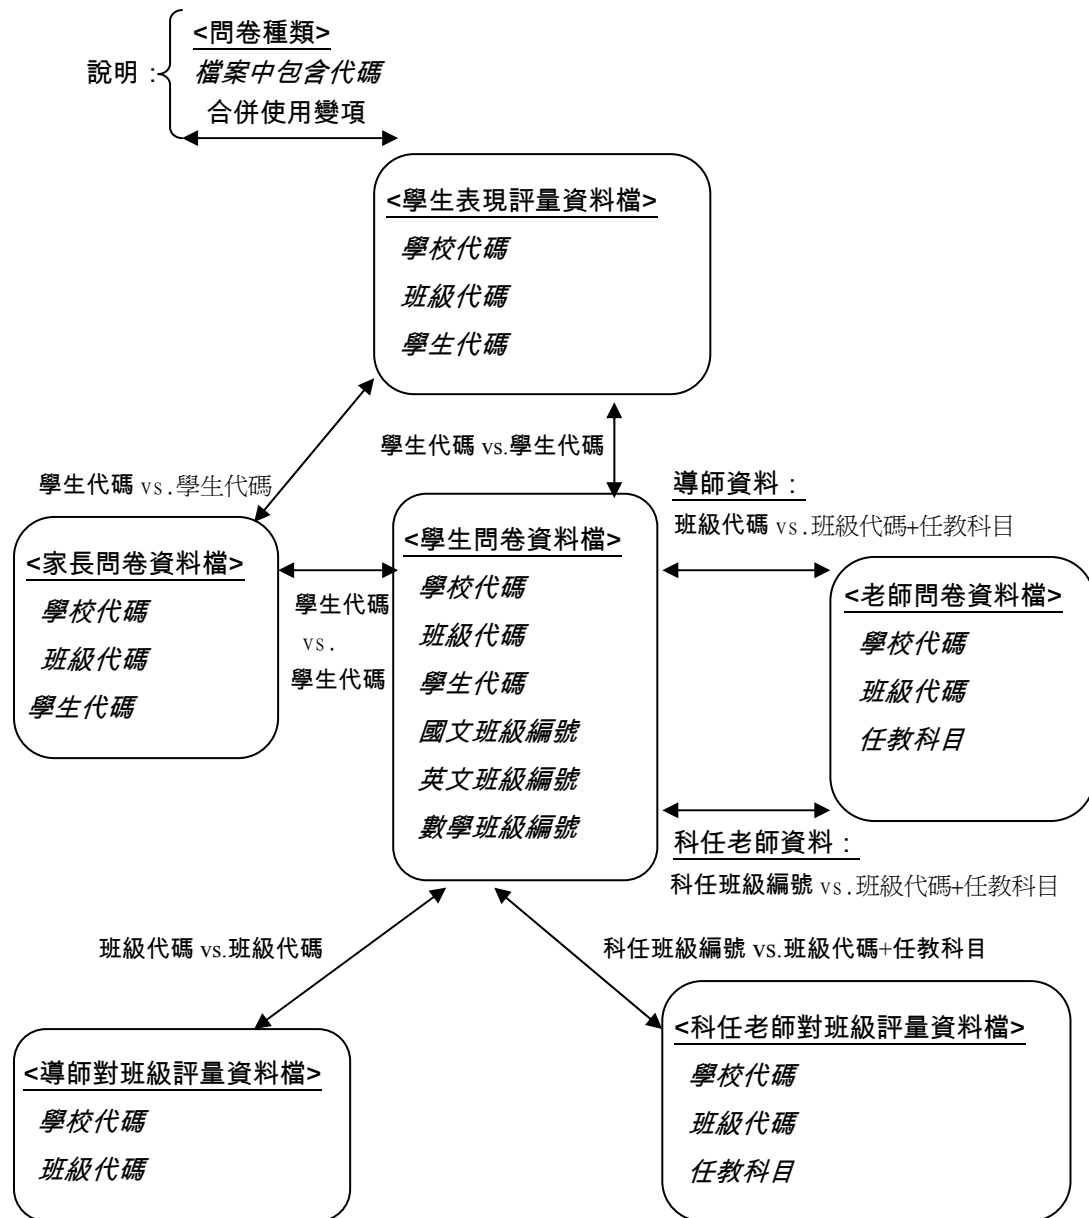 <問卷種類>
說明：
檔案中包含代碼
合併使用變項
<學生表現評量資料檔>
學校代碼
班級代碼
學生代碼
學生代碼 vs.學生代碼
學生代碼 vs.學生代碼
導師資料：
班級代碼 vs.班級代碼+任教科目
<家長問卷資料檔>
學校代碼
班級代碼
學生代碼
學生代碼
vs.
學生代碼
<學生問卷資料檔>
學校代碼
班級代碼
學生代碼
國文班級編號
英文班級編號
數學班級編號
<老師問卷資料檔>
學校代碼
班級代碼
任教科目
科任老師資料：
科任班級編號 vs.班級代碼+任教科目
班級代碼 vs.班級代碼
科任班級編號 vs.班級代碼+任教科目
<導師對班級評量資料檔>
學校代碼
班級代碼
<科任老師對班級評量資料檔>
學校代碼
班級代碼
任教科目